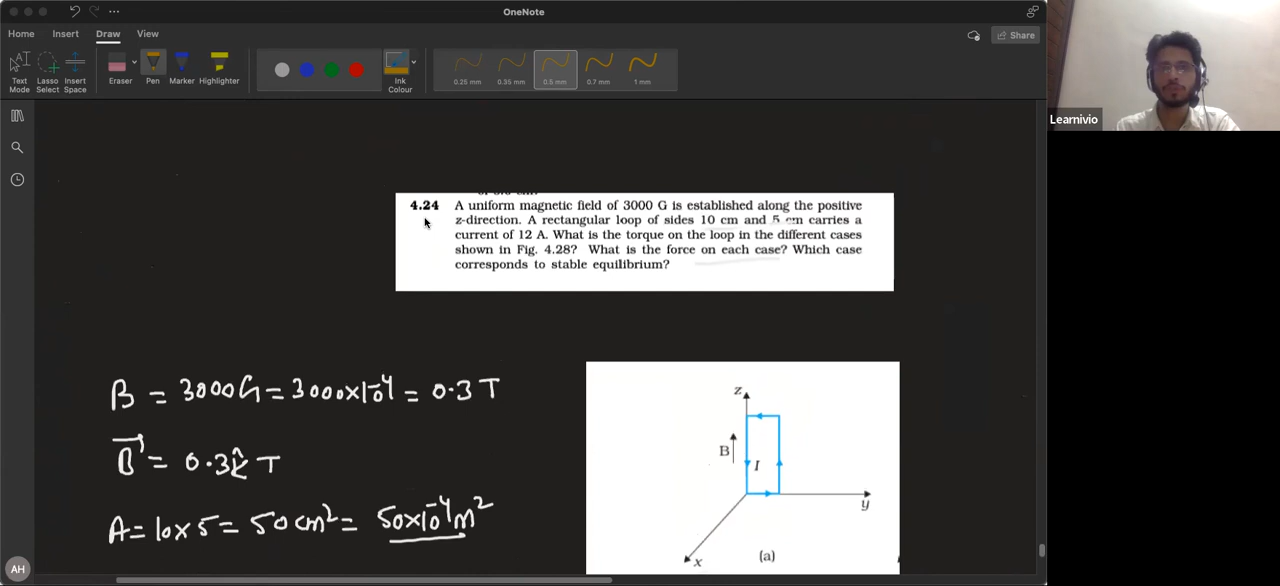 OneNote
Home Insert Draw View
Share
Text Mode
Lasso Select
Insert Space
Eraser
Pen
Marker
Highlighter
Ink Colour
0.25 mm
0.35 mm
0.5 mm
0.7 mm
1 mm
Learnivio
4.24 A uniform magnetic field of 3000 G is established along the positive
z-direction. A rectangular loop of sides 10 cm and 5 cm carries a
current of 12 A. What is the torque on the loop in the different cases
shown in Fig. 4.28? What is the force on each case? Which case
corresponds to stable equilibrium?
B = 3000G = 3000×10⁻⁴ = 0.3 T
B⃗ = 0.3k̂ T
A = 10×5 = 50cm² = 50×10⁻⁴m²
z
B
I
y
x
(a)
AH